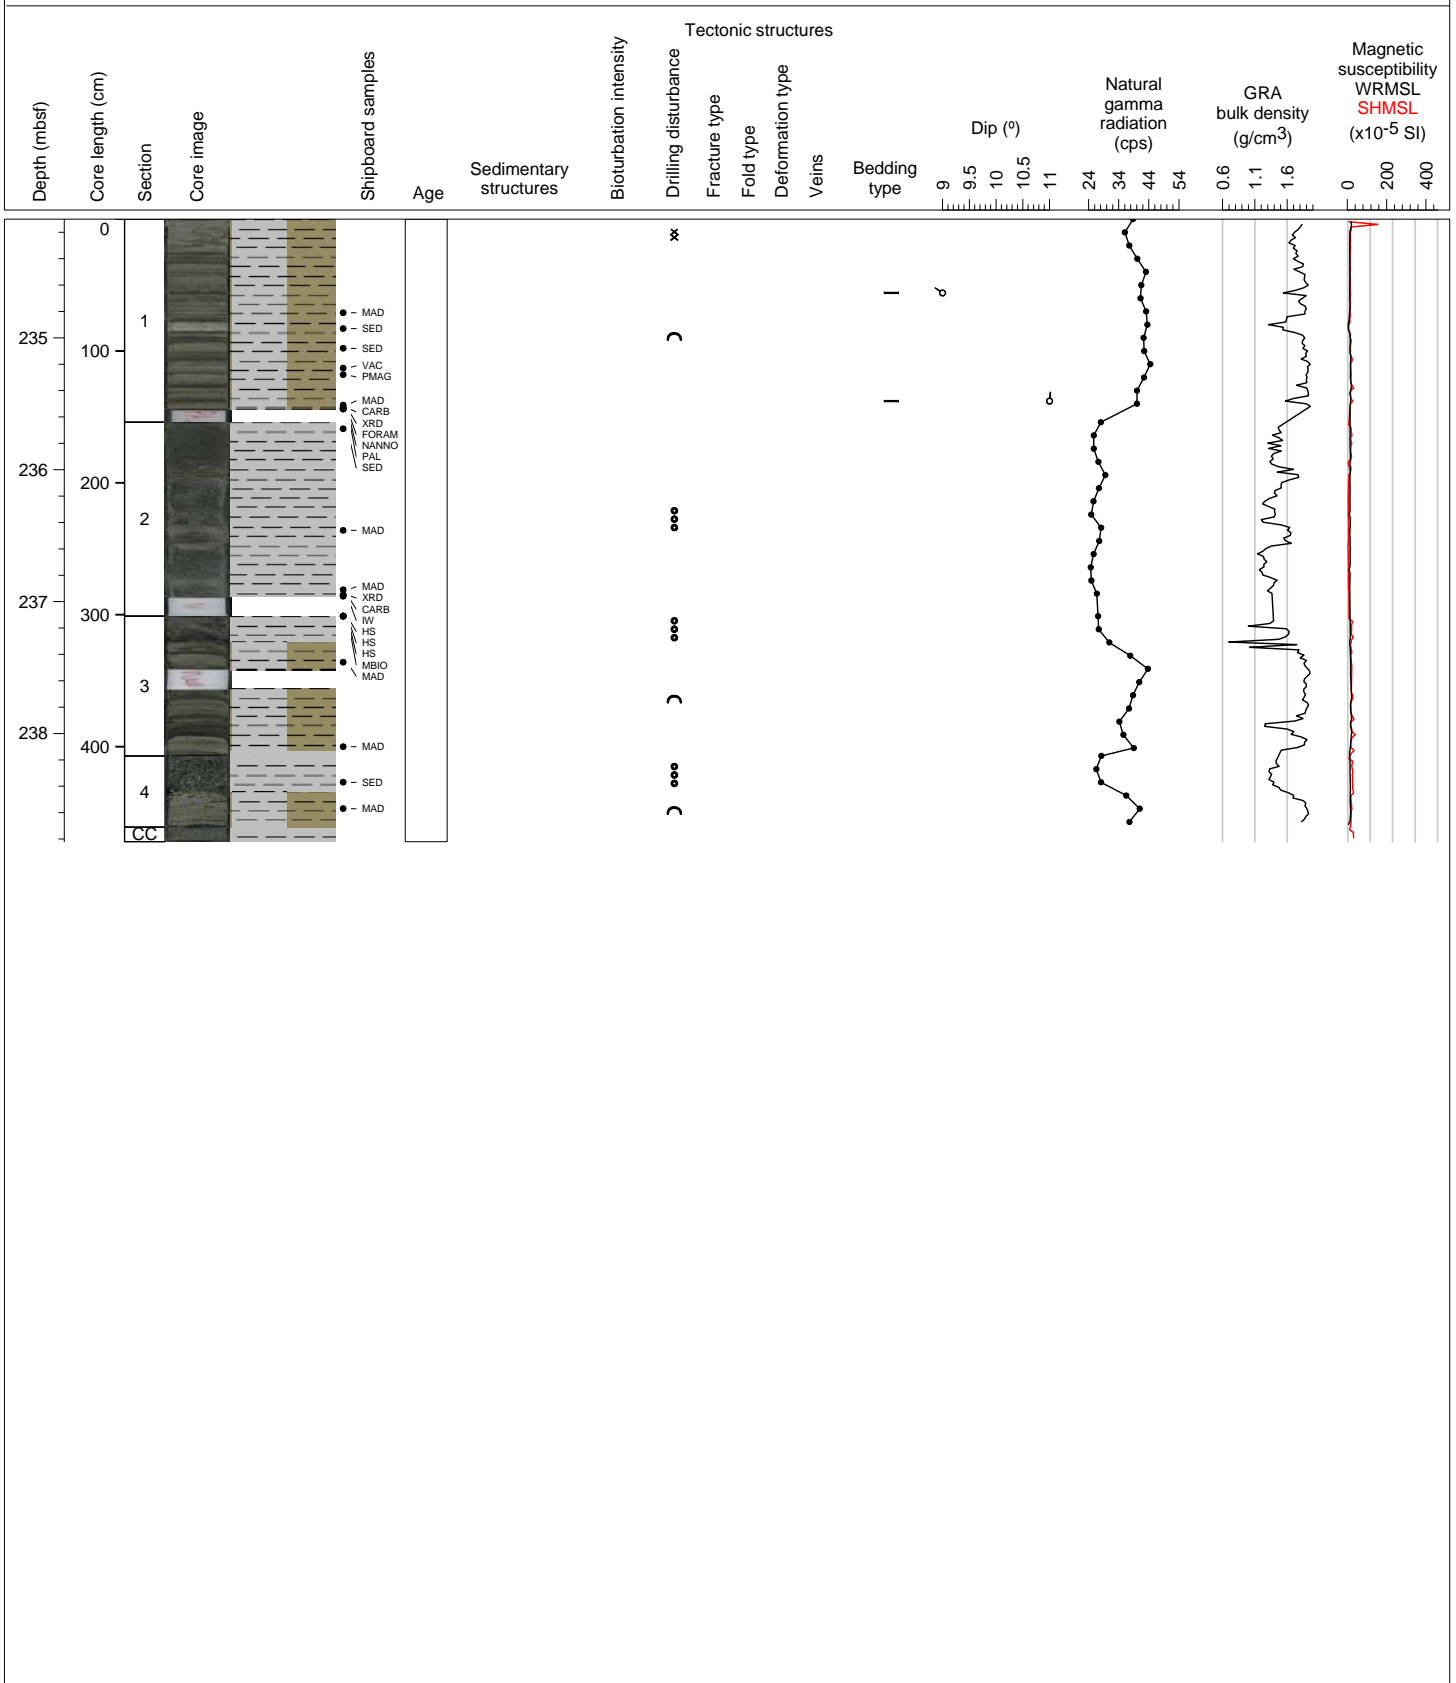 Tectonic structures
Depth (mbsf)
Core length (cm)
Section
Core image
Shipboard samples
Age
Sedimentary
structures
Bioturbation intensity
Drilling disturbance
Fracture type
Fold type
Deformation type
Veins
Bedding
type
Dip (º)
9
9.5
10
10.5
11
Natural
gamma
radiation
(cps)
24
34
44
54
GRA
bulk density
(g/cm3)
0.6
1.1
1.6
Magnetic
susceptibility
WRMSL
SHMSL
(x10-5 SI)
0
200
400
0
MAD
1
SED
235
SED
100
VAC
PMAG
MAD
CARB
XRD
FORAM
NANNO
PAL
SED
236
200
2
MAD
MAD
XRD
237
CARB
300
IW
HS
HS
HS
MBIO
MAD
3
238
400
MAD
SED
4
MAD
CC